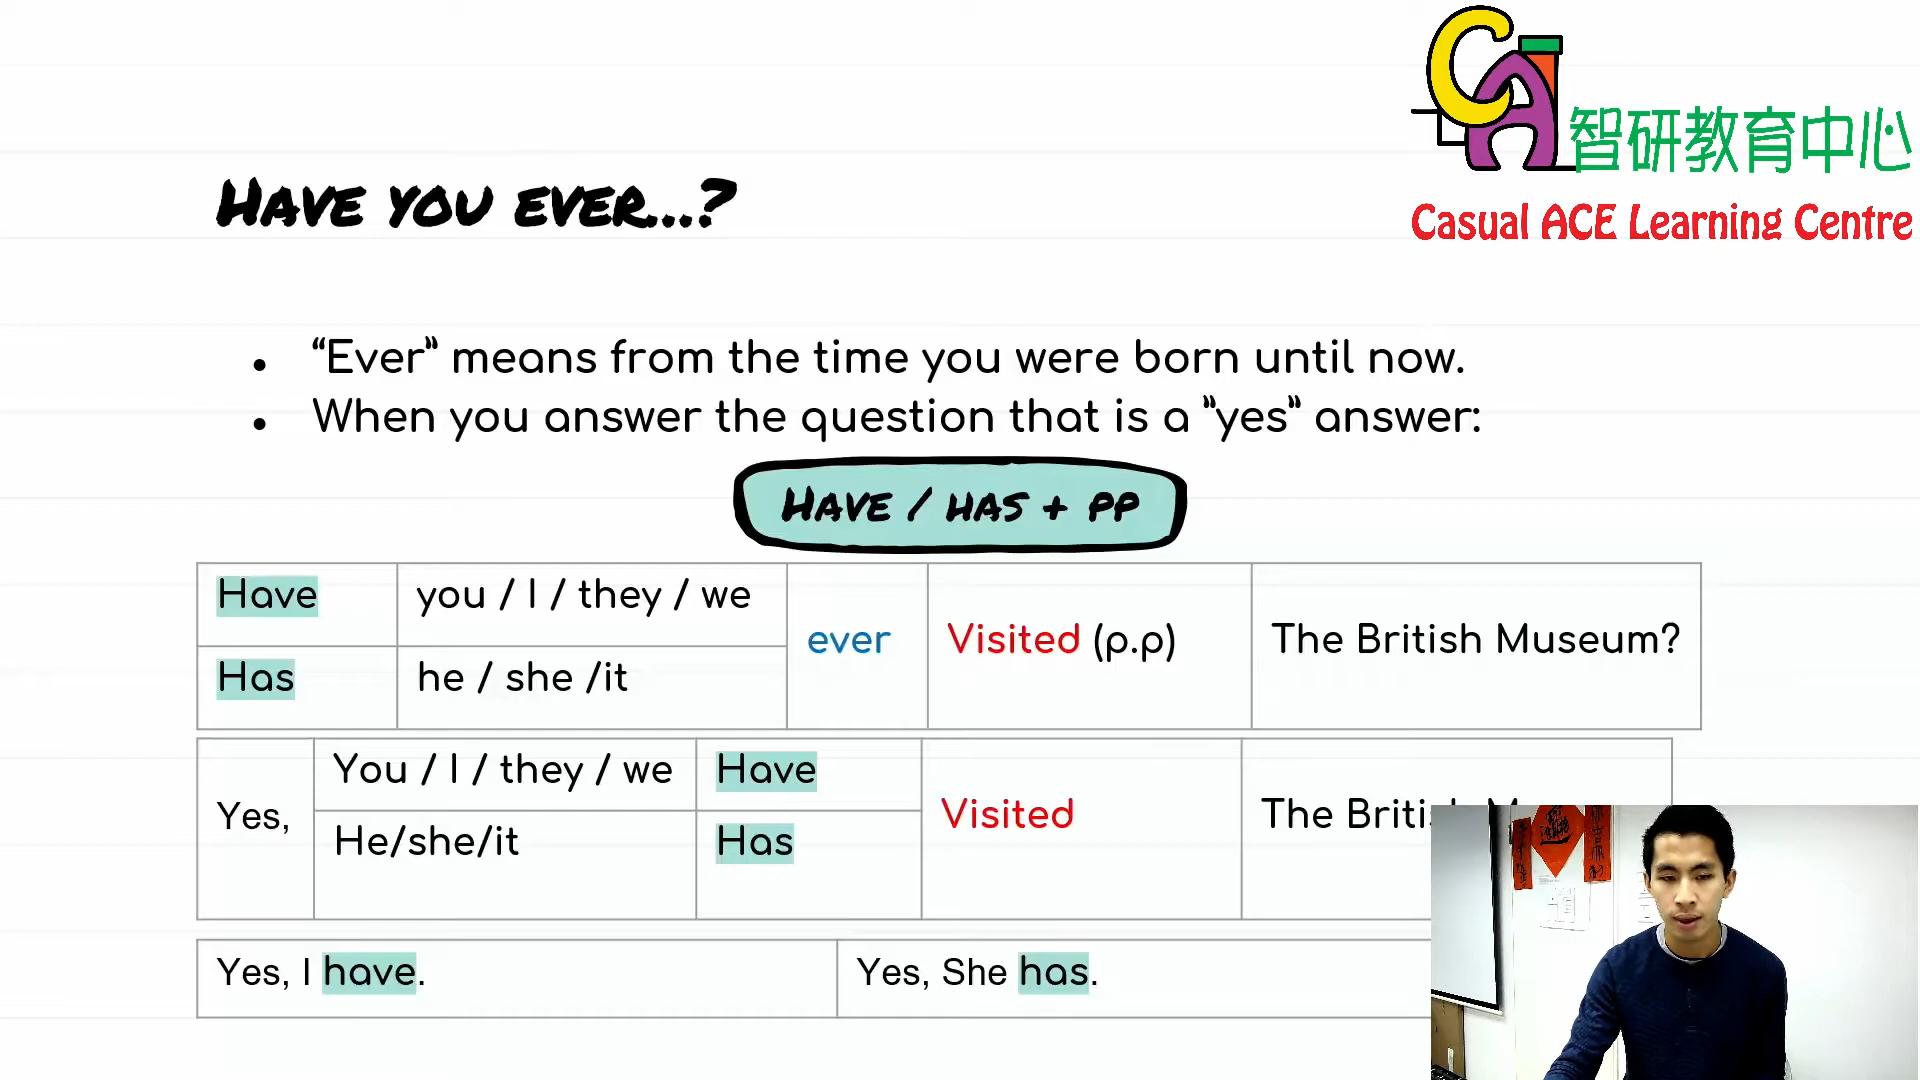 CA
智研教育中心
Casual ACE Learning Centre
HAVE YOU EVER...?
• “Ever” means from the time you were born until now.
• When you answer the question that is a "yes" answer:
HAVE / HAS + PP
Have you / I / they / we
ever Visited (p.p) The British Museum?
Has he / she /it
You / I / they / we Have
Yes, Visited The Briti
He/she/it Has
Yes, I have. Yes, She has.